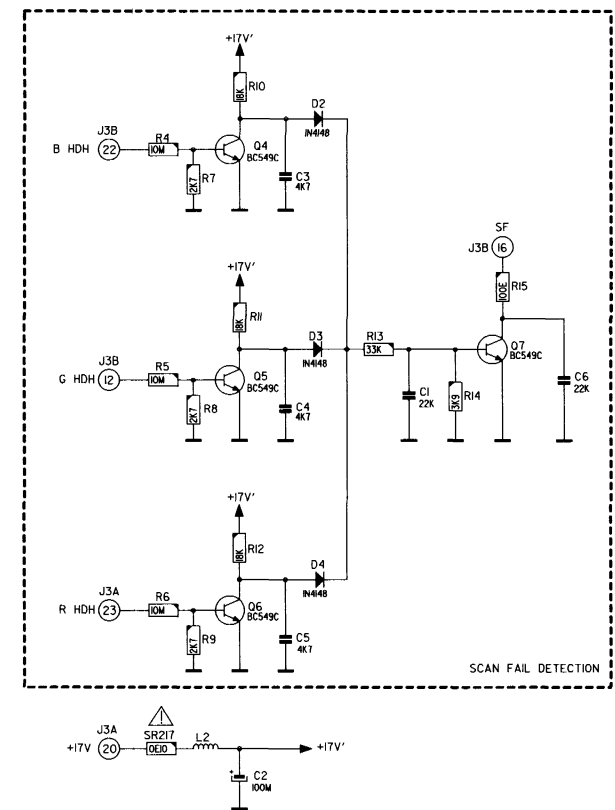 +17V'
18K R10
D2
1N4148
J3B
B HDH 22
R4
10M
Q4
BC549C
2K7 R7
C3
4K7
SF
J3B 16
100E R15
+17V'
18K R11
D3
1N4148
R13
33K
J3B
G HDH 12
R5
10M
Q5
BC549C
2K7 R8
C4
4K7
C1
22K
3K9 R14
Q7
BC549C
C6
22K
+17V'
18K R12
D4
1N4148
J3A
R HDH 23
R6
10M
Q6
BC549C
2K7 R9
C5
4K7
SCAN FAIL DETECTION
J3A
+17V 20
SR217
0E10
L2
+17V'
+
C2
100M